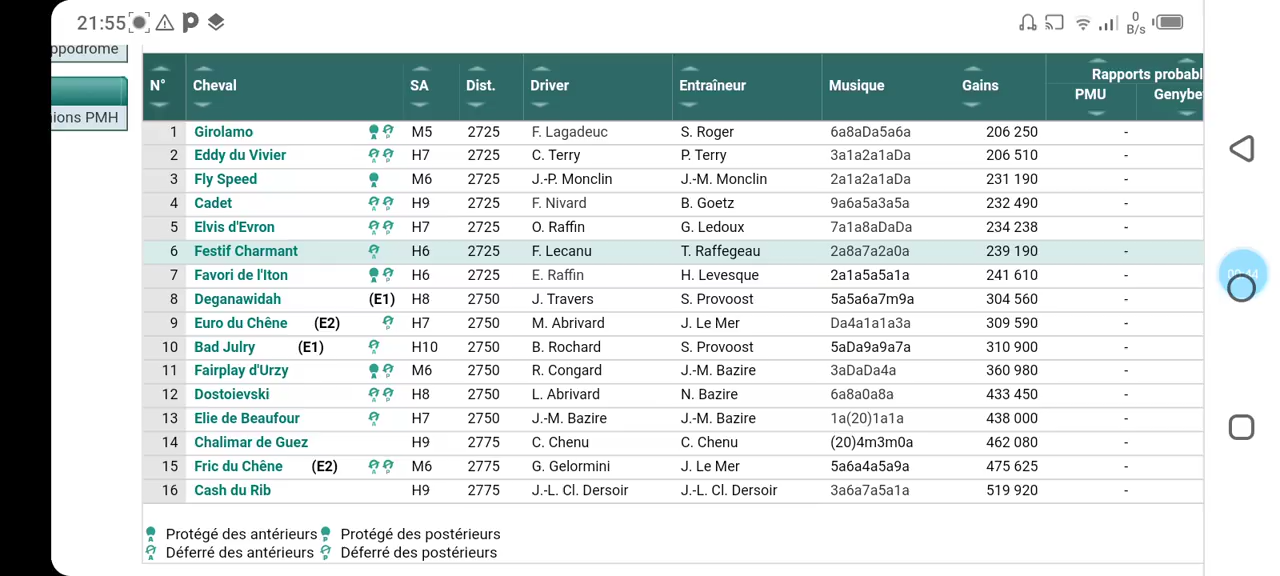 21:55
0
B/s
ppodrome
ions PMH
N° Cheval SA Dist. Driver Entraîneur Musique Gains Rapports probabl
PMU Genybe
1 Girolamo M5 2725 F. Lagadeuc S. Roger 6a8aDa5a6a 206 250 -
2 Eddy du Vivier H7 2725 C. Terry P. Terry 3a1a2a1aDa 206 510 -
3 Fly Speed M6 2725 J.-P. Monclin J.-M. Monclin 2a1a2a1aDa 231 190 -
4 Cadet H9 2725 F. Nivard B. Goetz 9a6a5a3a5a 232 490 -
5 Elvis d'Evron H7 2725 O. Raffin G. Ledoux 7a1a8aDaDa 234 238 -
6 Festif Charmant H6 2725 F. Lecanu T. Raffegeau 2a8a7a2a0a 239 190 -
7 Favori de l'Iton H6 2725 E. Raffin H. Levesque 2a1a5a5a1a 241 610 -
8 Deganawidah (E1) H8 2750 J. Travers S. Provoost 5a5a6a7m9a 304 560 -
9 Euro du Chêne (E2) H7 2750 M. Abrivard J. Le Mer Da4a1a1a3a 309 590 -
10 Bad Julry (E1) H10 2750 B. Rochard S. Provoost 5aDa9a9a7a 310 900 -
11 Fairplay d'Urzy M6 2750 R. Congard J.-M. Bazire 3aDaDa4a 360 980 -
12 Dostoievski H8 2750 L. Abrivard N. Bazire 6a8a0a8a 433 450 -
13 Elie de Beaufour H7 2750 J.-M. Bazire J.-M. Bazire 1a(20)1a1a 438 000 -
14 Chalimar de Guez H9 2775 C. Chenu C. Chenu (20)4m3m0a 462 080 -
15 Fric du Chêne (E2) M6 2775 G. Gelormini J. Le Mer 5a6a4a5a9a 475 625 -
16 Cash du Rib H9 2775 J.-L. Cl. Dersoir J.-L. Cl. Dersoir 3a6a7a5a1a 519 920 -
Protégé des antérieurs Protégé des postérieurs
Déferré des antérieurs Déferré des postérieurs
00:44